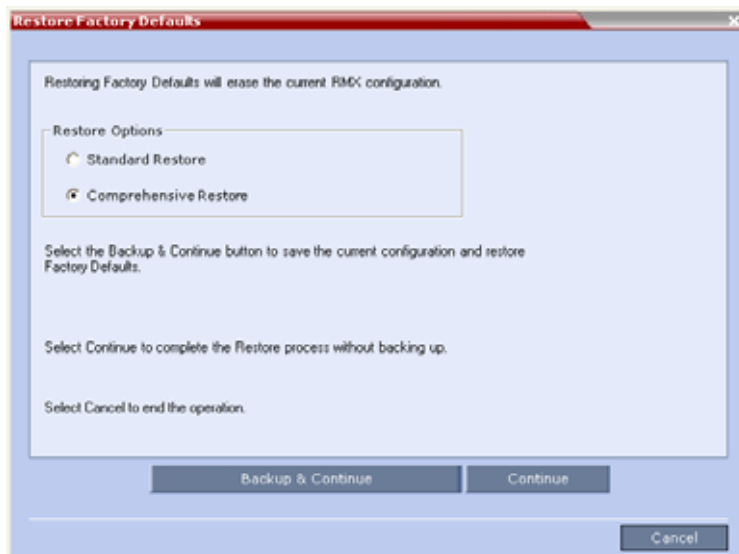 Restore Factory Defaults
Restoring Factory Defaults will erase the current RMX configuration.
Restore Options
Standard Restore
Comprehensive Restore
Select the Backup & Continue button to save the current configuration and restore
Factory Defaults.
Select Continue to complete the Restore process without backing up.
Select Cancel to end the operation.
Backup & Continue
Continue
Cancel